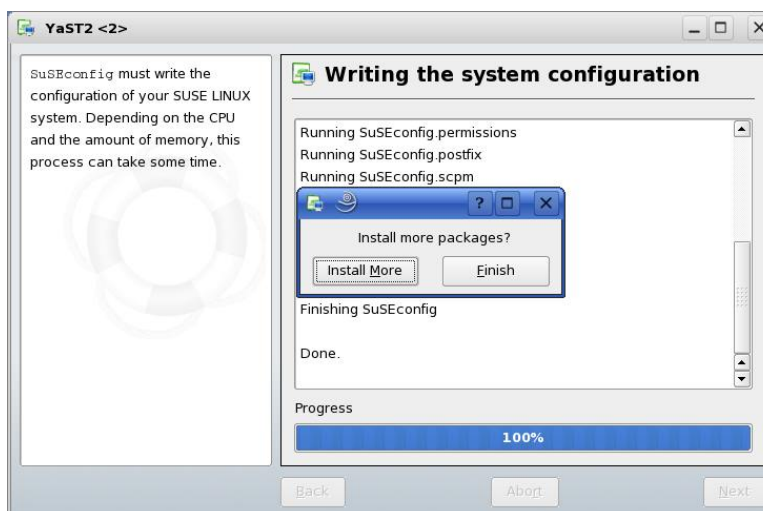 YaST2 <2>
SuSEconfig must write the
configuration of your SUSE LINUX
system. Depending on the CPU
and the amount of memory, this
process can take some time.
Writing the system configuration
Running SuSEconfig.permissions
Running SuSEconfig.postfix
Running SuSEconfig.scpm
Install more packages?
Install More
Finish
Finishing SuSEconfig
Done.
Progress
100%
Back
Abort
Next